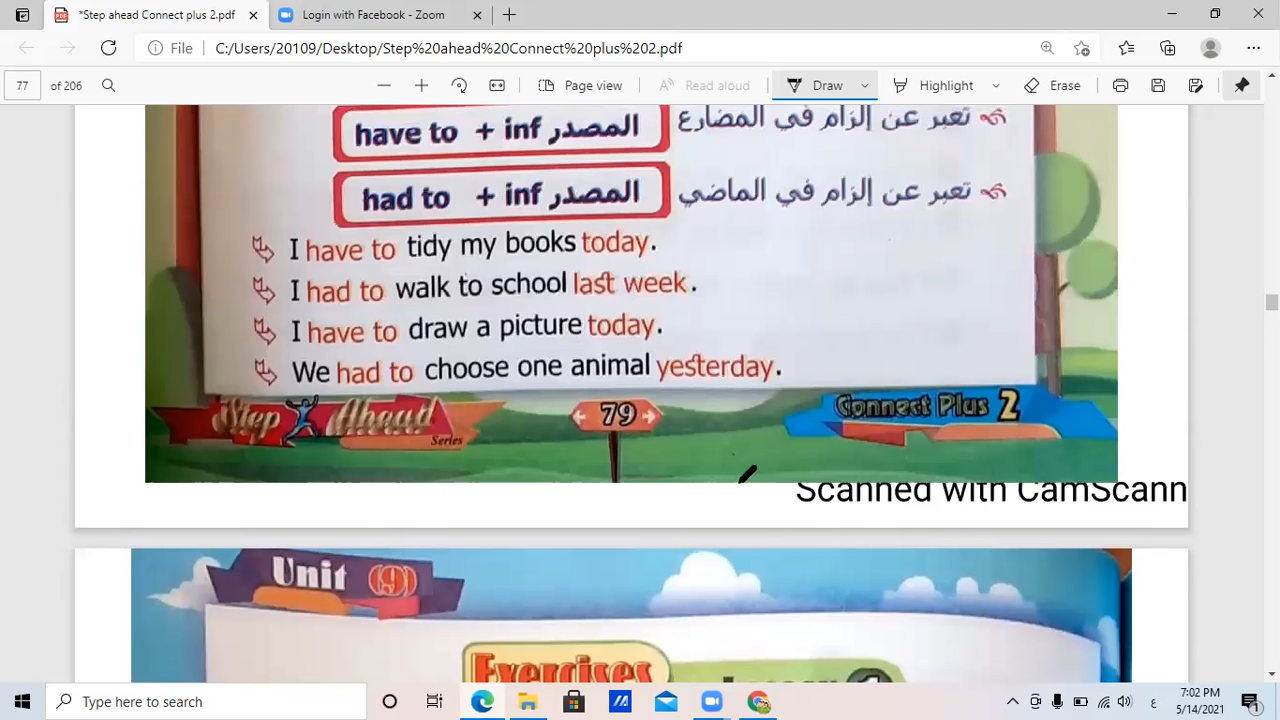 *Step ahead Connect plus 2.pdf
Login with Facebook - Zoom
File C:/Users/20109/Desktop/Step%20ahead%20Connect%20plus%202.pdf
77 of 206
Page view
Read aloud
Draw
Highlight
Erase
have to + inf المصدر تعبر عن إلزام في المضارع
had to + inf المصدر تعبر عن إلزام في الماضي
I have to tidy my books today.
I had to walk to school last week.
I have to draw a picture today.
We had to choose one animal yesterday.
Step Ahead Series
79
Connect Plus 2
Scanned with CamScann
Unit (9)
Exercises
Type here to search
ع
7:02 PM
5/14/2021
1